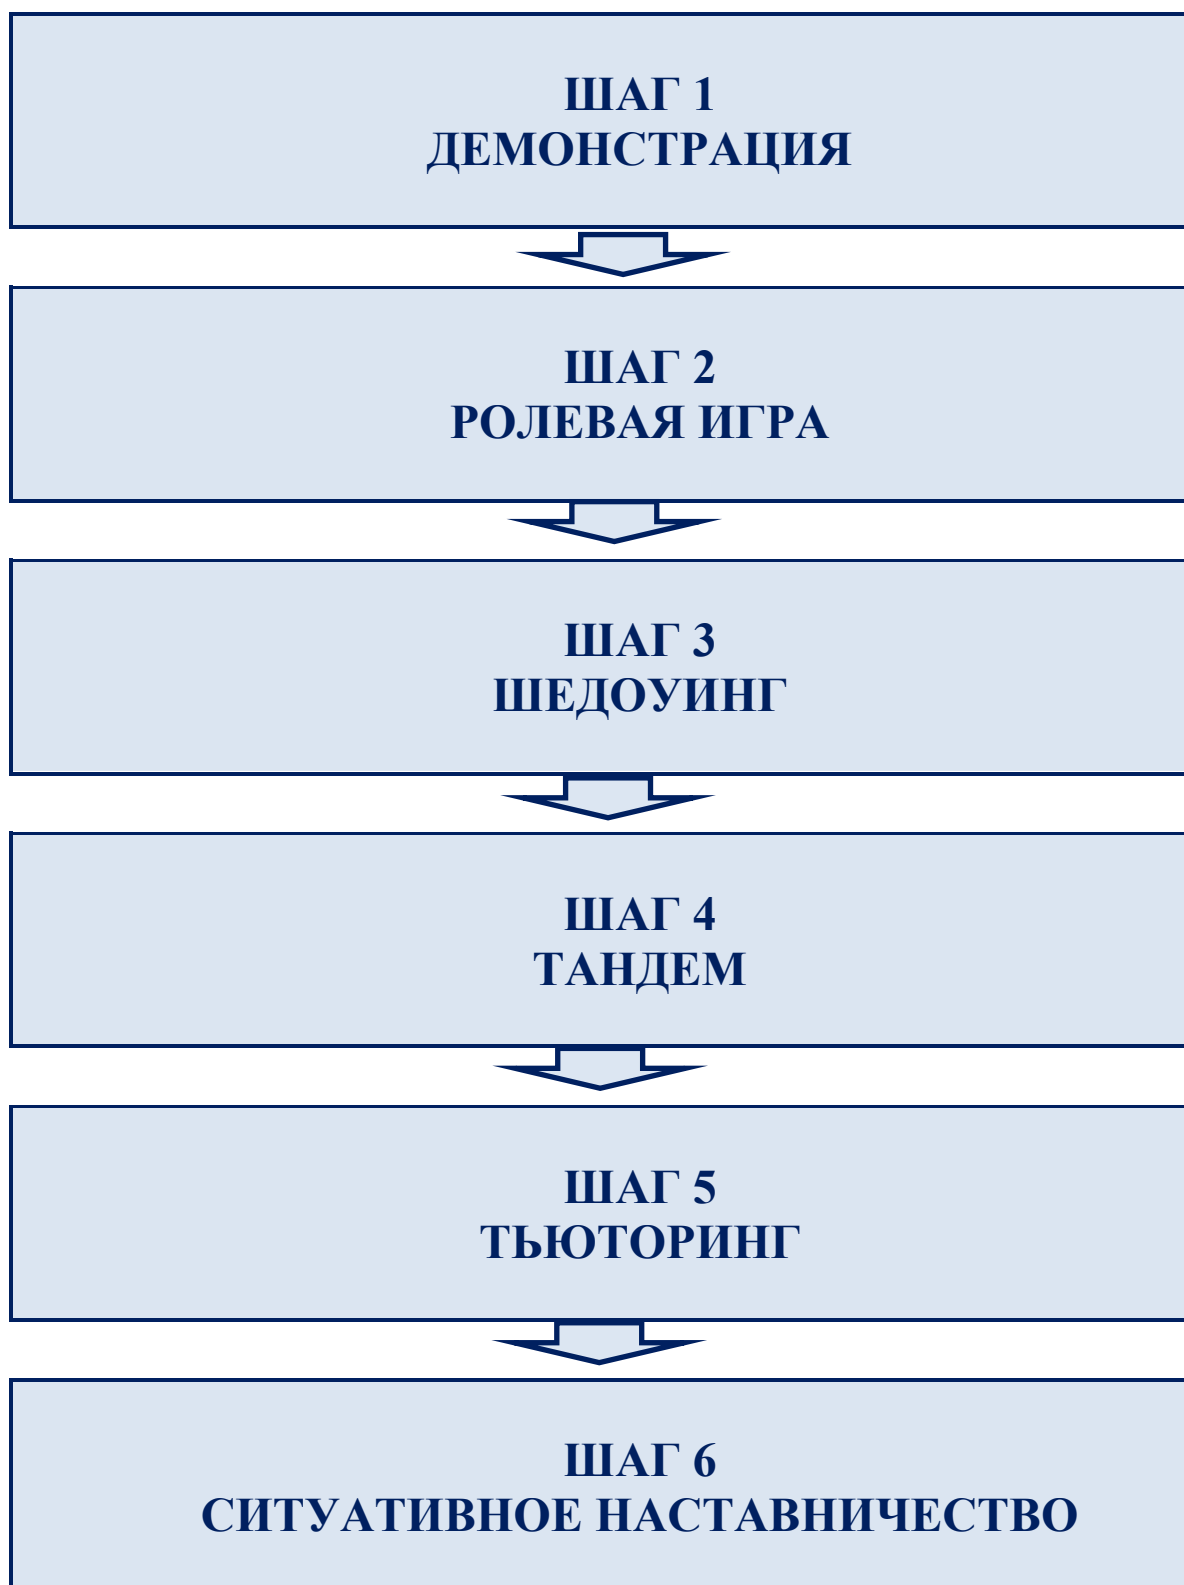 ШАГ 1
ДЕМОНСТРАЦИЯ
ШАГ 2
РОЛЕВАЯ ИГРА
ШАГ 3
ШЕДОУИНГ
ШАГ 4
ТАНДЕМ
ШАГ 5
ТЬЮТОРИНГ
ШАГ 6
СИТУАТИВНОЕ НАСТАВНИЧЕСТВО